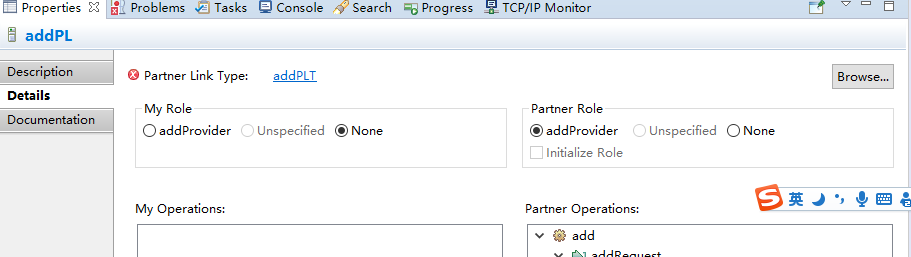 Properties Problems Tasks Console Search Progress TCP/IP Monitor
addPL
Description
Details
Documentation
Partner Link Type: addPLT Browse...
My Role
addProvider Unspecified None
Partner Role
addProvider Unspecified None
Initialize Role
英
My Operations:
Partner Operations:
add
addRequest